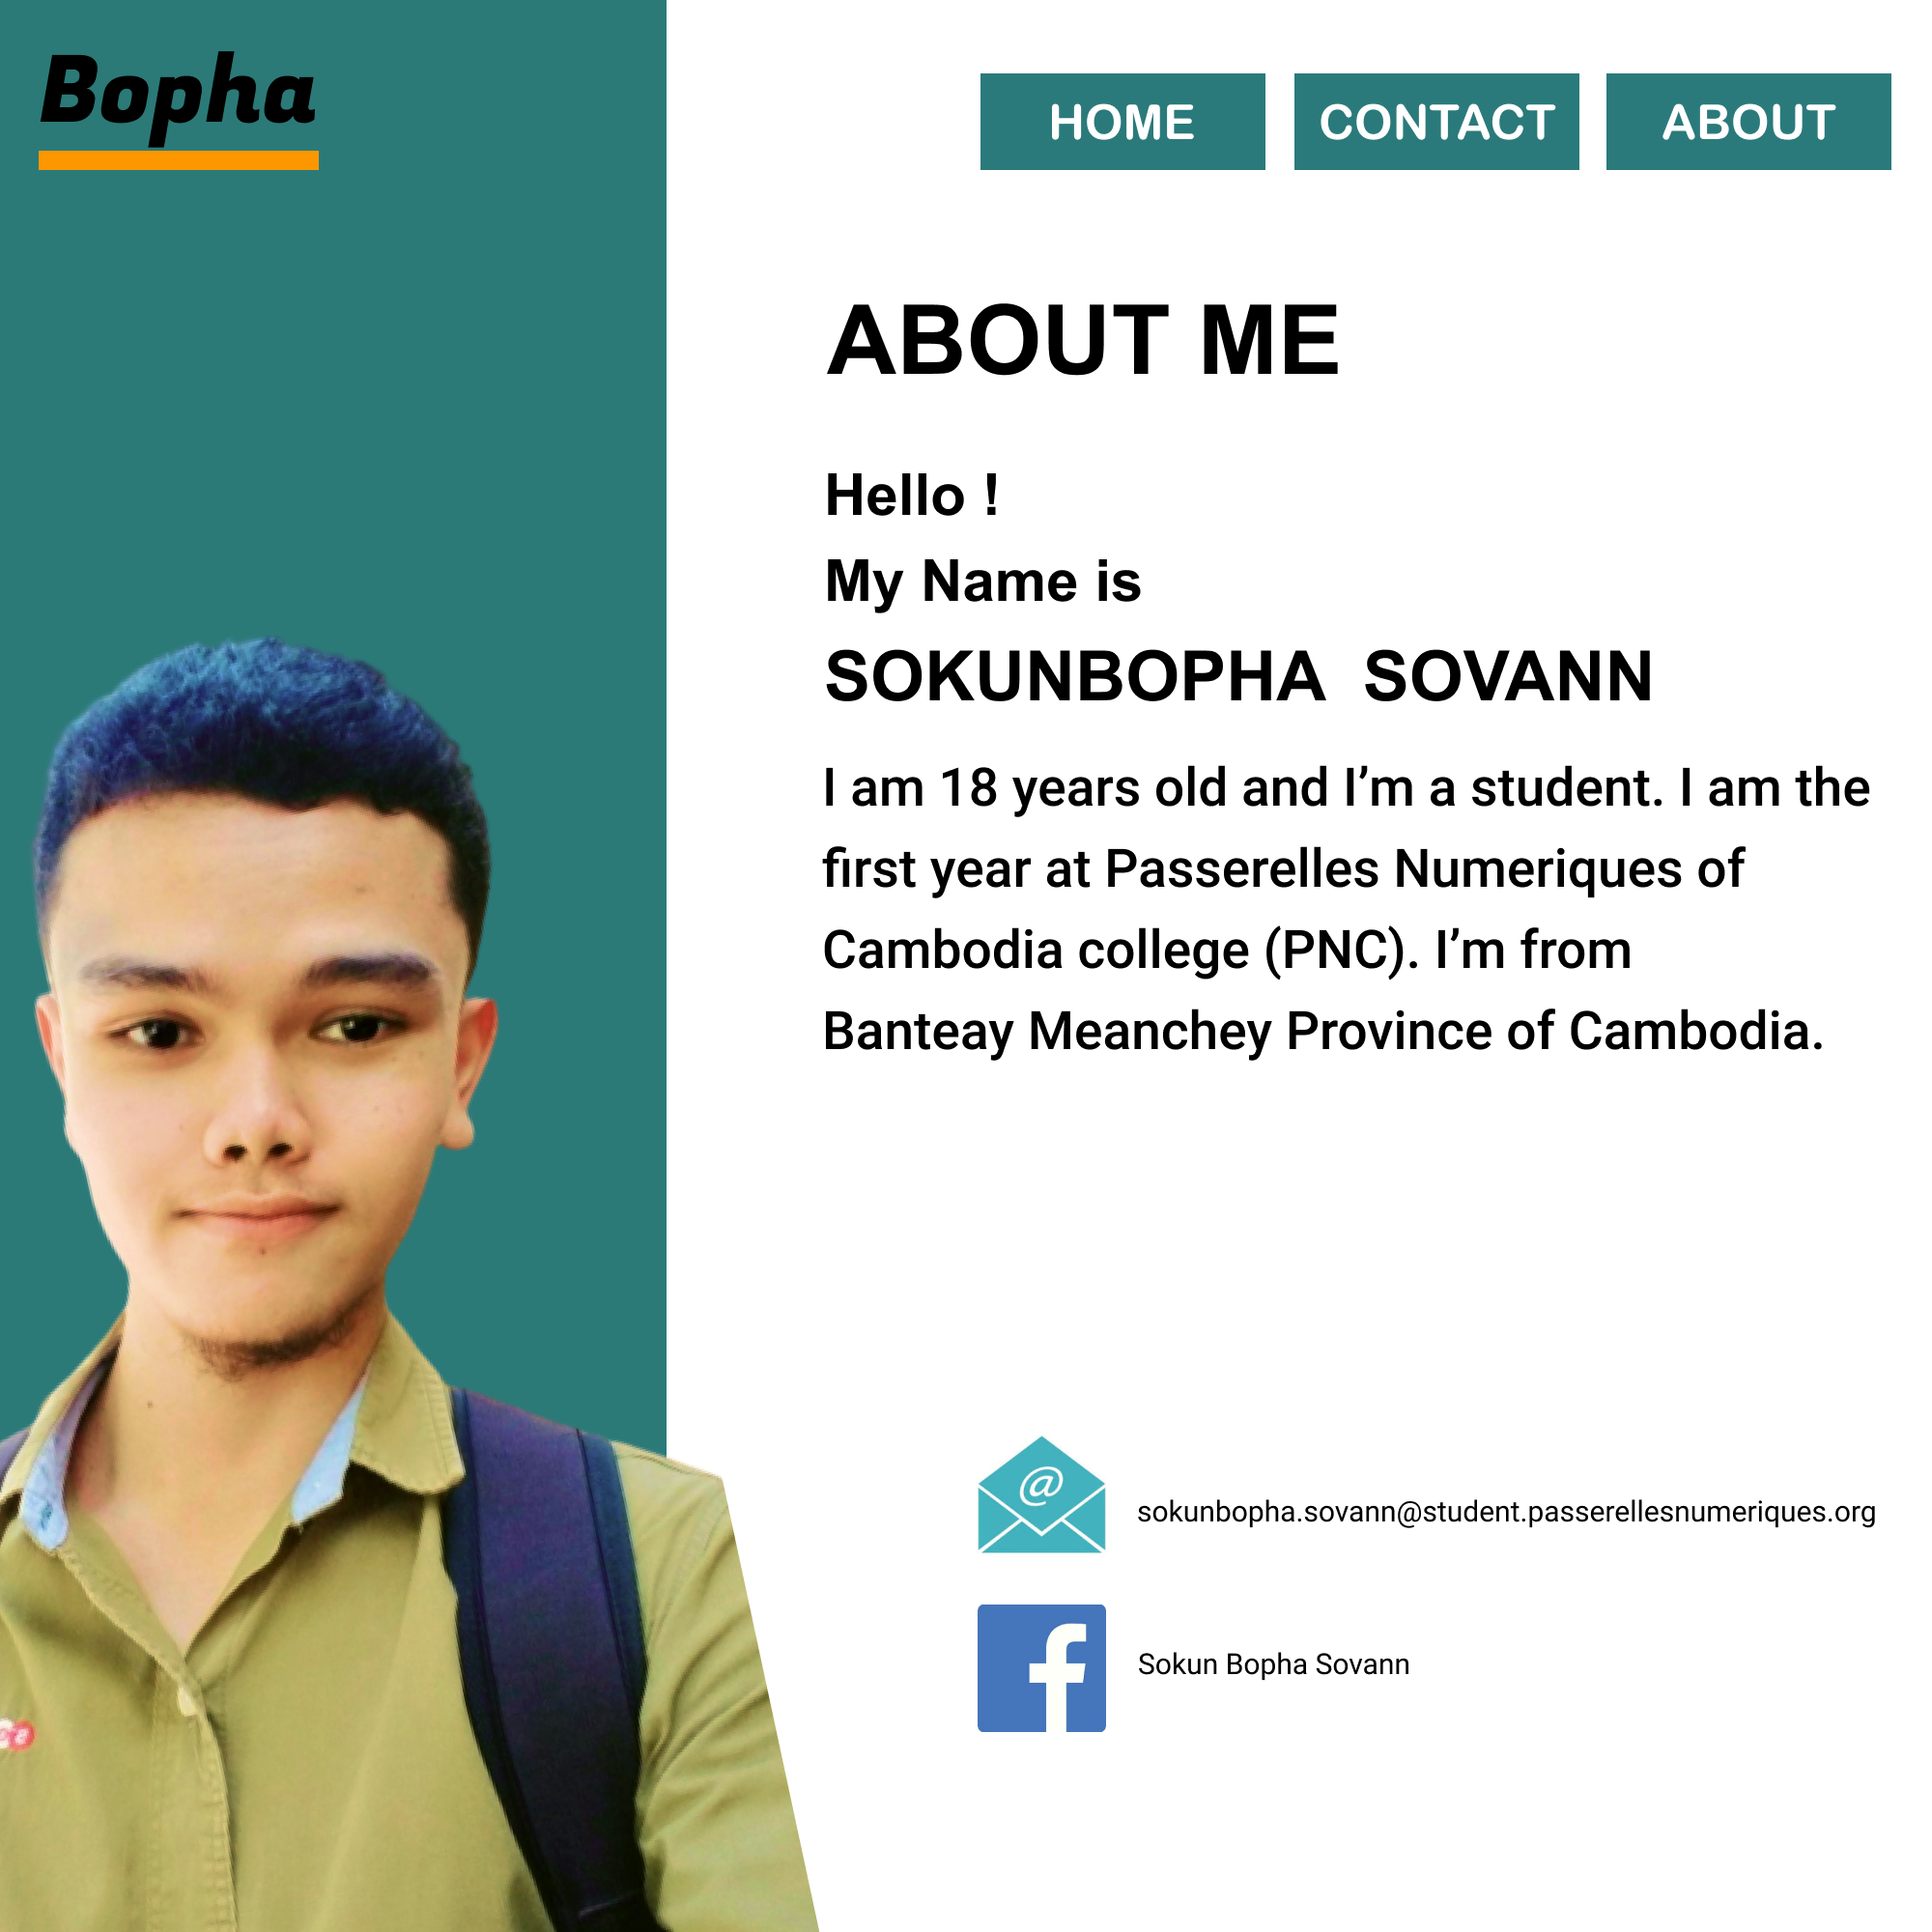 Bopha
HOME CONTACT ABOUT
ABOUT ME
Hello !
My Name is
SOKUNBOPHA SOVANN
I am 18 years old and I’m a student. I am the
first year at Passerelles Numeriques of
Cambodia college (PNC). I’m from
Banteay Meanchey Province of Cambodia.
@
sokunbopha.sovann@student.passerellesnumeriques.org
f
Sokun Bopha Sovann